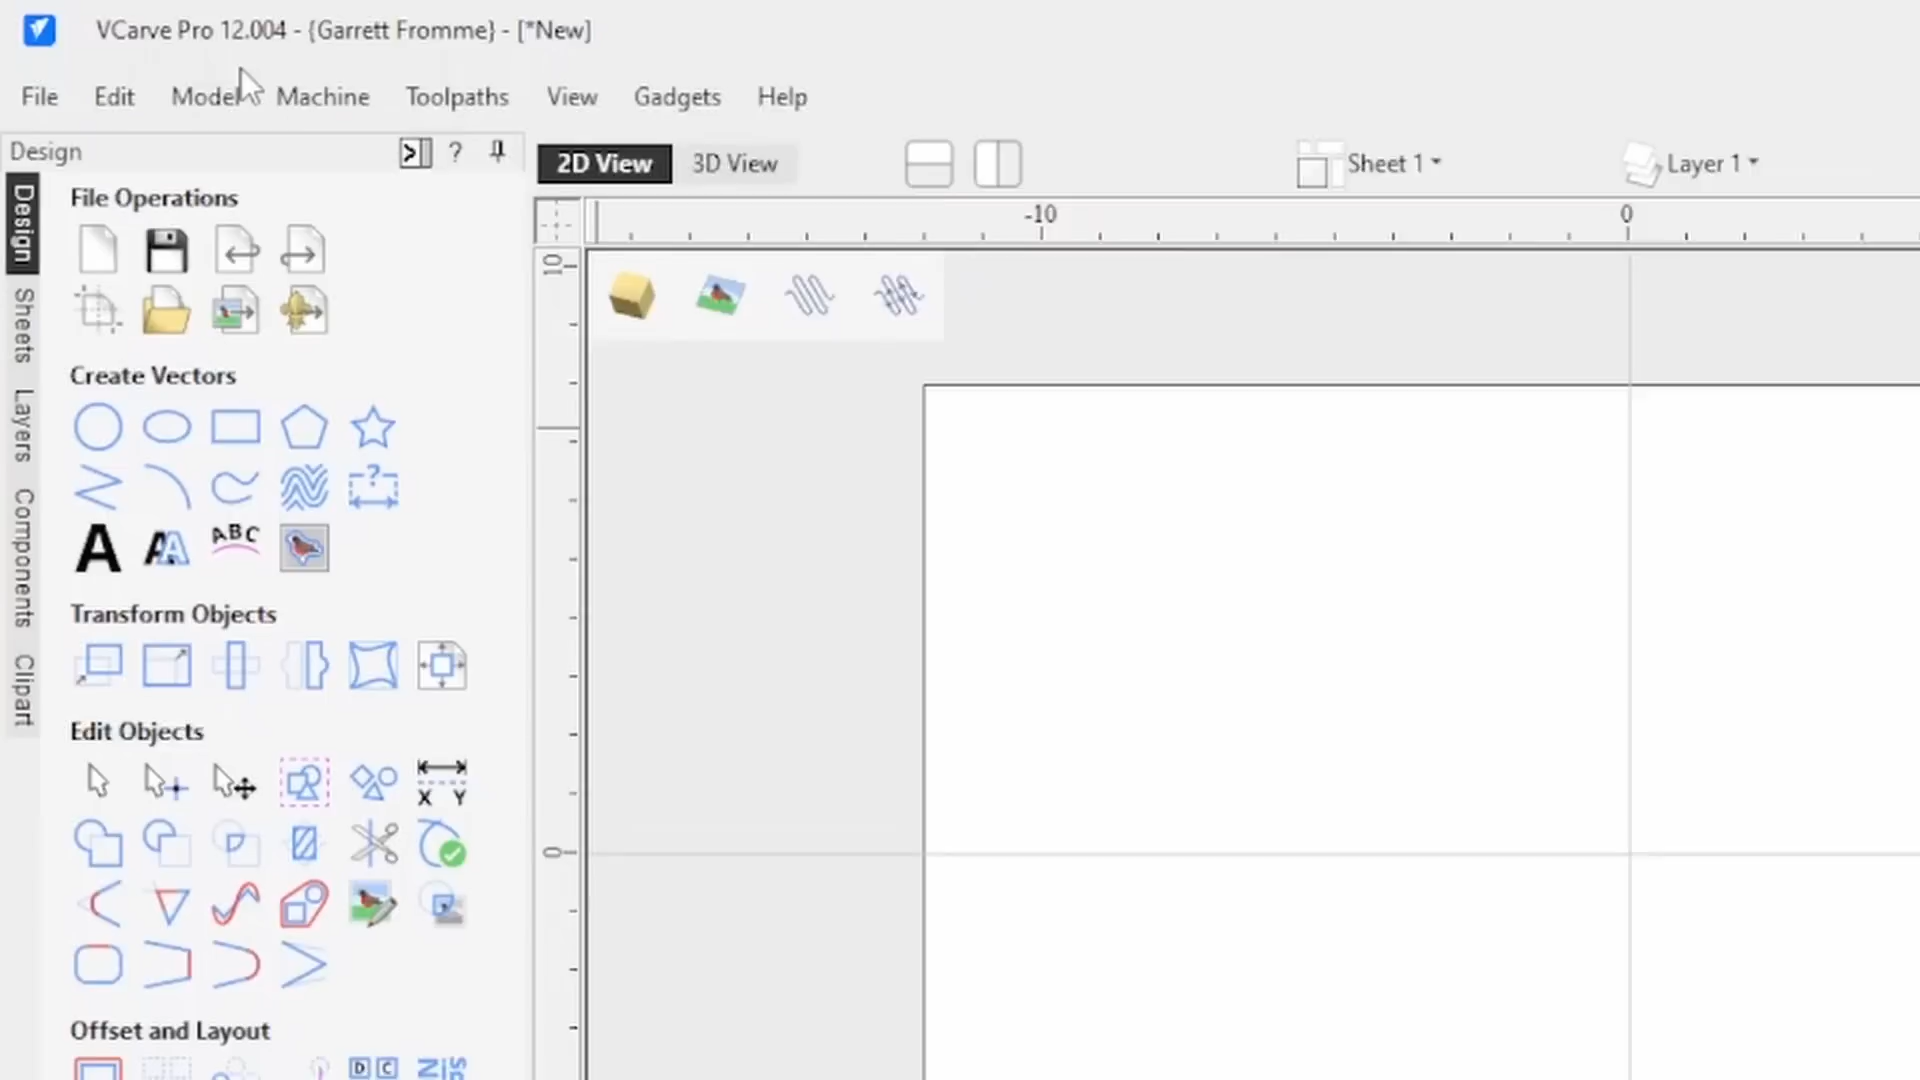 VCarve Pro 12.004 - {Garrett Fromme} - [*New]
File Edit Model Machine Toolpaths View Gadgets Help
Design ?
2D View 3D View Sheet 1 Layer 1
-10 0
10
0
Design
Sheets
Layers
Components
Clipart
File Operations
Create Vectors
?
A A A ABC
Transform Objects
Edit Objects
X Y
Offset and Layout
D C